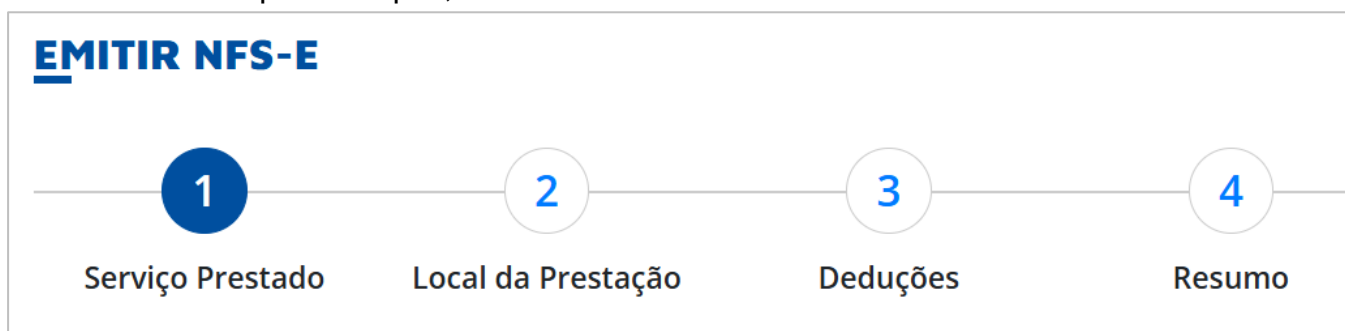 EMITIR NFS-E
1 2 3 4
Serviço Prestado Local da Prestação Deduções Resumo